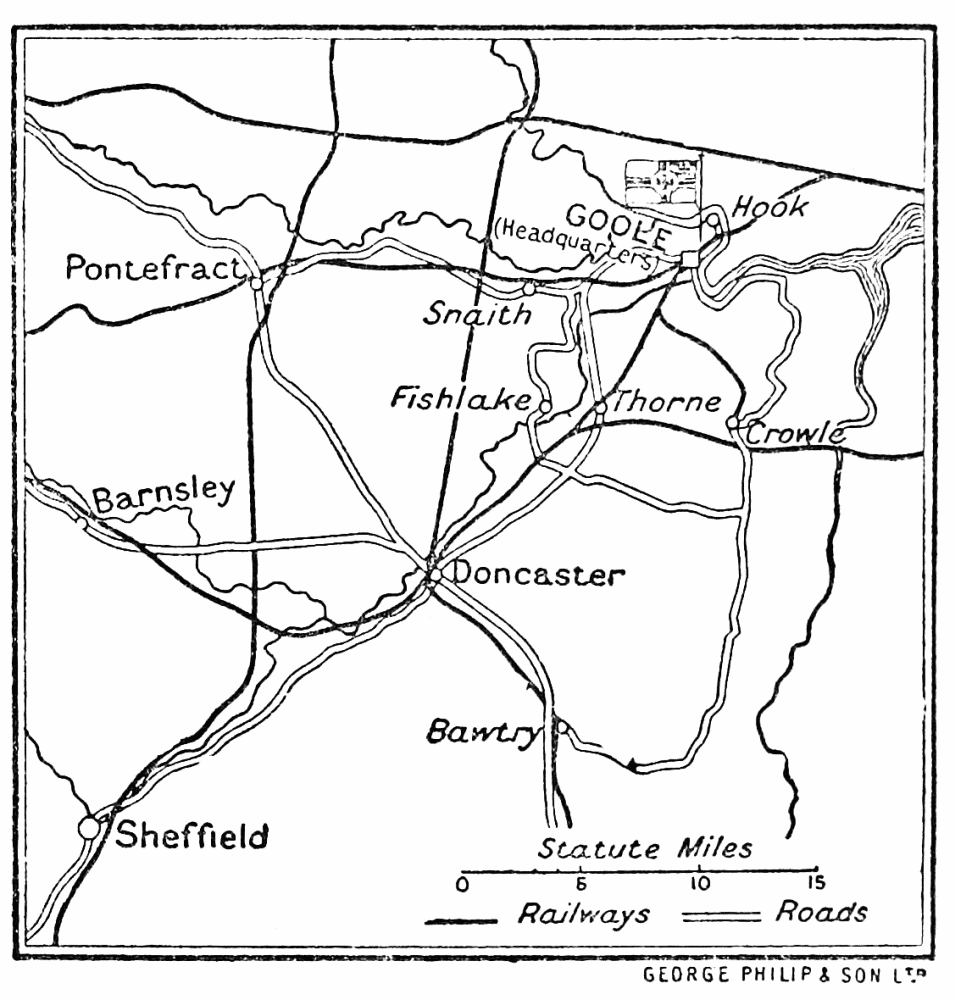 Hook
GOOLE
(Headquarters)
Pontefract
Snaith
Fishlake
Thorne
Crowle
Barnsley
Doncaster
Bawtry
Sheffield
Statute Miles
0 5 10 15
Railways Roads
GEORGE PHILIP & SON LTD